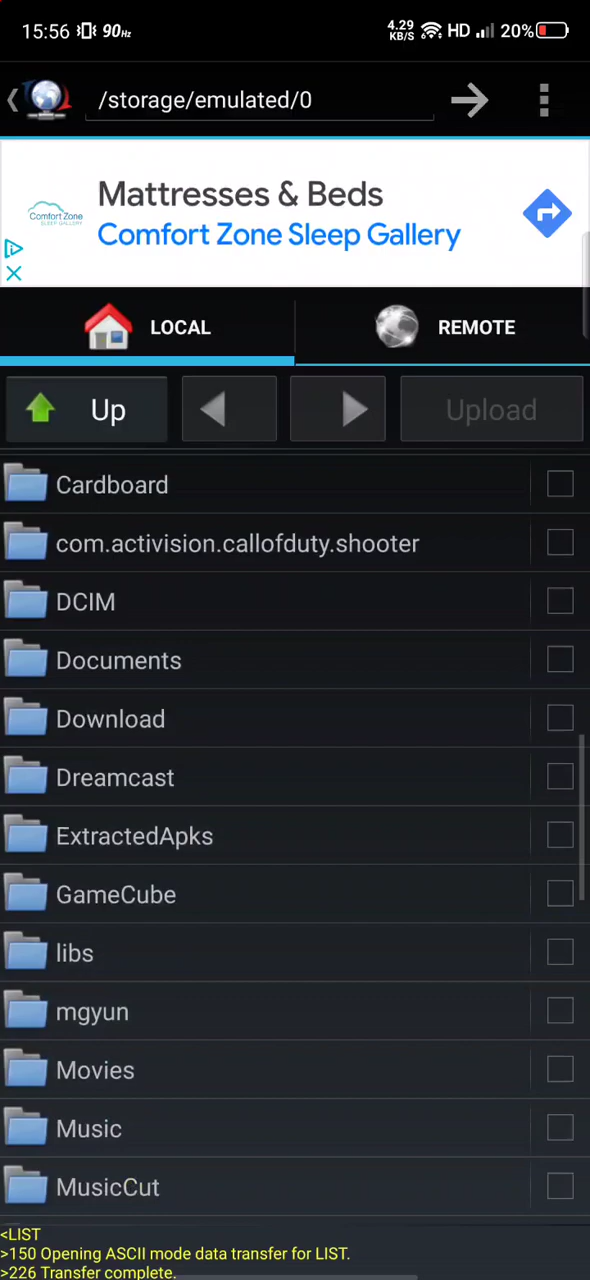 15:56 90Hz 4.29 KB/S HD 20%
/storage/emulated/0
Mattresses & Beds
Comfort Zone
SLEEP GALLERY
Comfort Zone Sleep Gallery
LOCAL REMOTE
Up Upload
Cardboard
com.activision.callofduty.shooter
DCIM
Documents
Download
Dreamcast
ExtractedApks
GameCube
libs
mgyun
Movies
Music
MusicCut
<LIST
>150 Opening ASCII mode data transfer for LIST.
>226 Transfer complete.